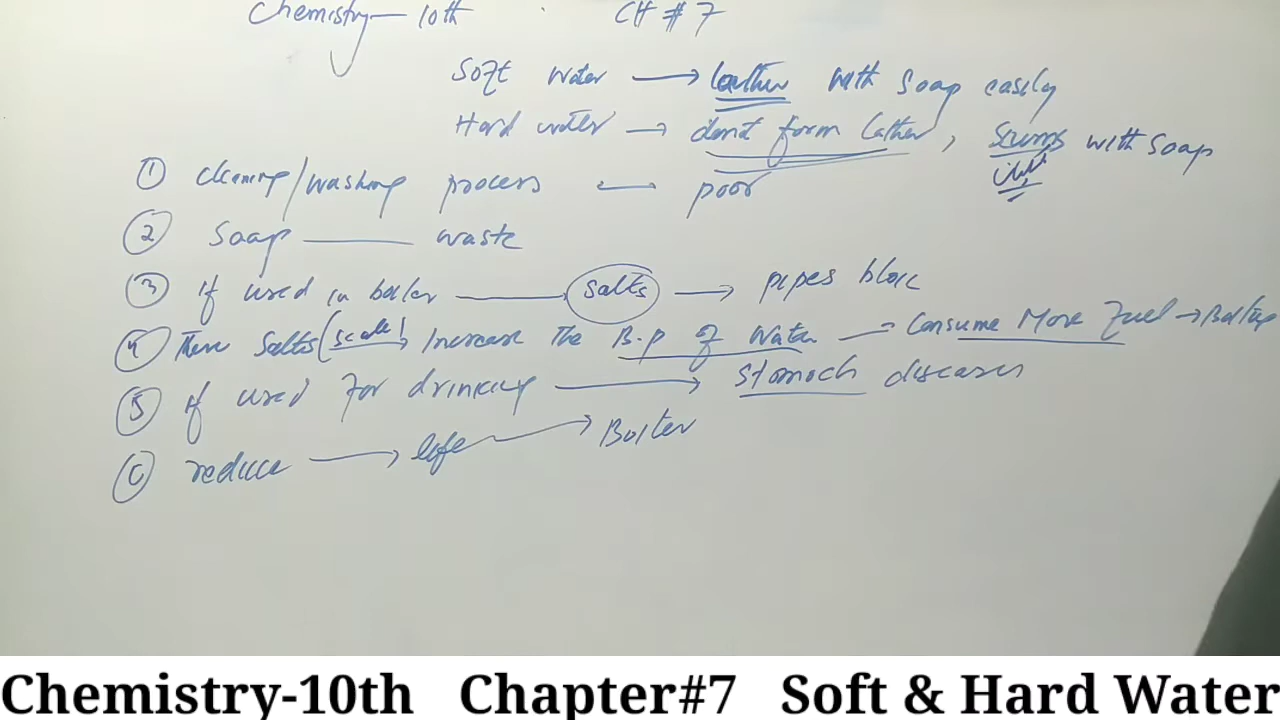 Chemistry — 10th CH # 7
Soft water → lather with soap easily
Hard water → don't form lather, Scums with soap
① cleaning/washing process — poor
② soap — waste
③ if used in boiler — salts → pipes block
④ These salts (scale) → Increase the B.p of water → Consume More fuel → Boiling
⑤ if used for drinking → stomach diseases
⑥ reduce → life → Boiler
Chemistry-10th Chapter#7 Soft & Hard Water